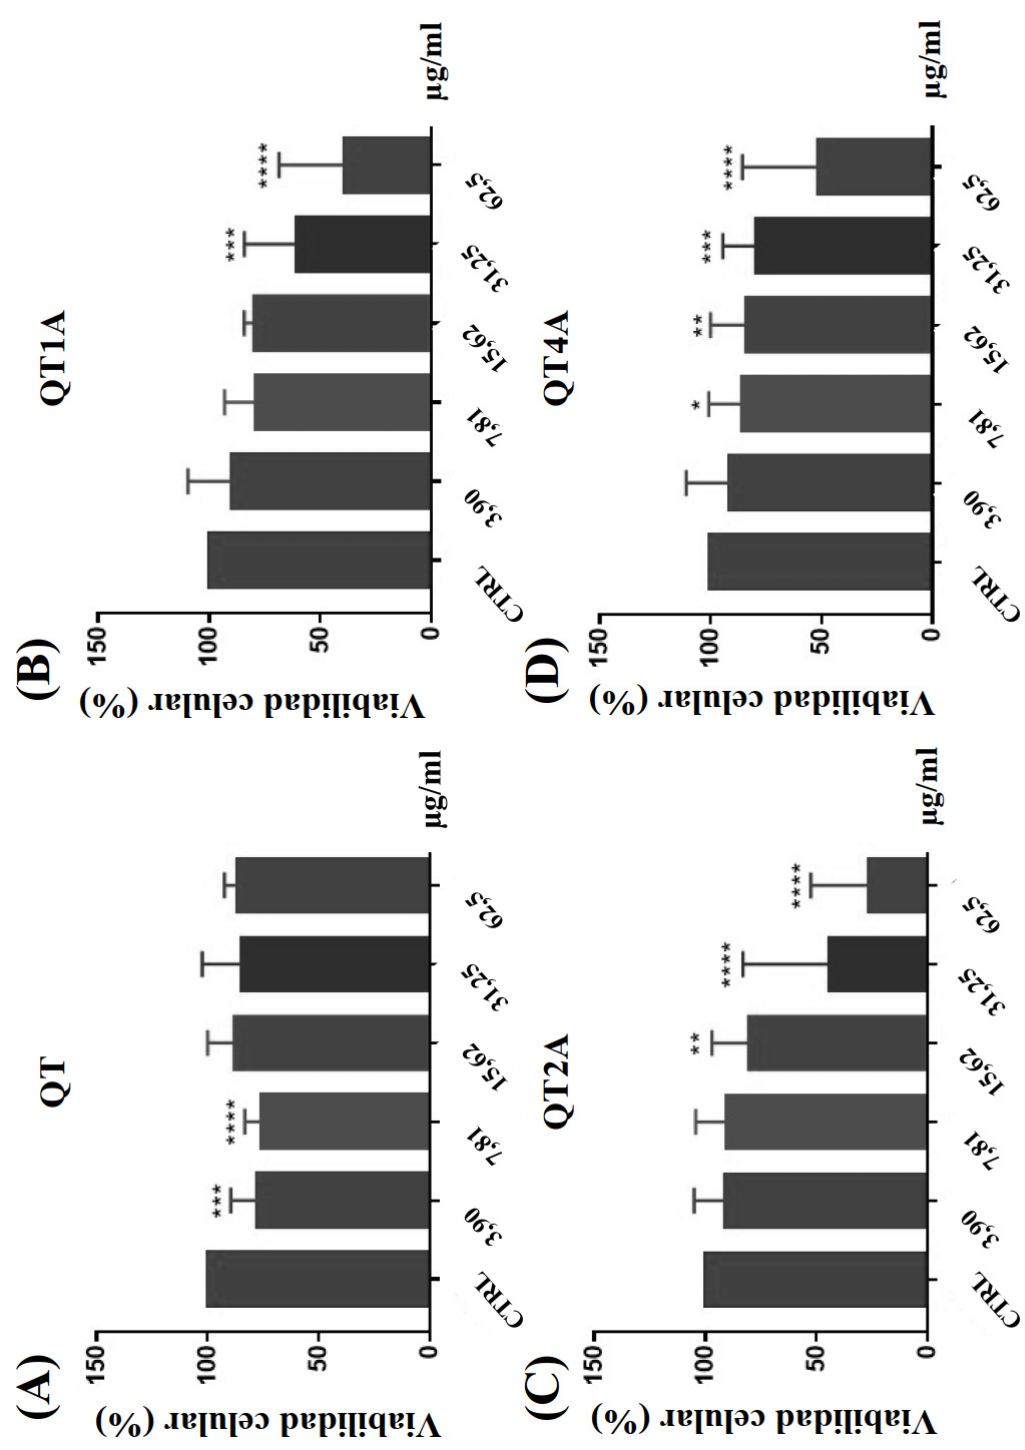 (A)
QT
Viabilidad celular (%)
150
100
50
0
***
****
CTRL
3,90
7,81
15,62
31,25
62,5
µg/ml
(B)
QT1A
Viabilidad celular (%)
150
100
50
0
***
****
CTRL
3,90
7,81
15,62
31,25
62,5
µg/ml
(C)
QT2A
Viabilidad celular (%)
150
100
50
0
**
****
****
CTRL
3,90
7,81
15,62
31,25
62,5
µg/ml
(D)
QT4A
Viabilidad celular (%)
150
100
50
0
*
**
***
****
CTRL
3,90
7,81
15,62
31,25
62,5
µg/ml